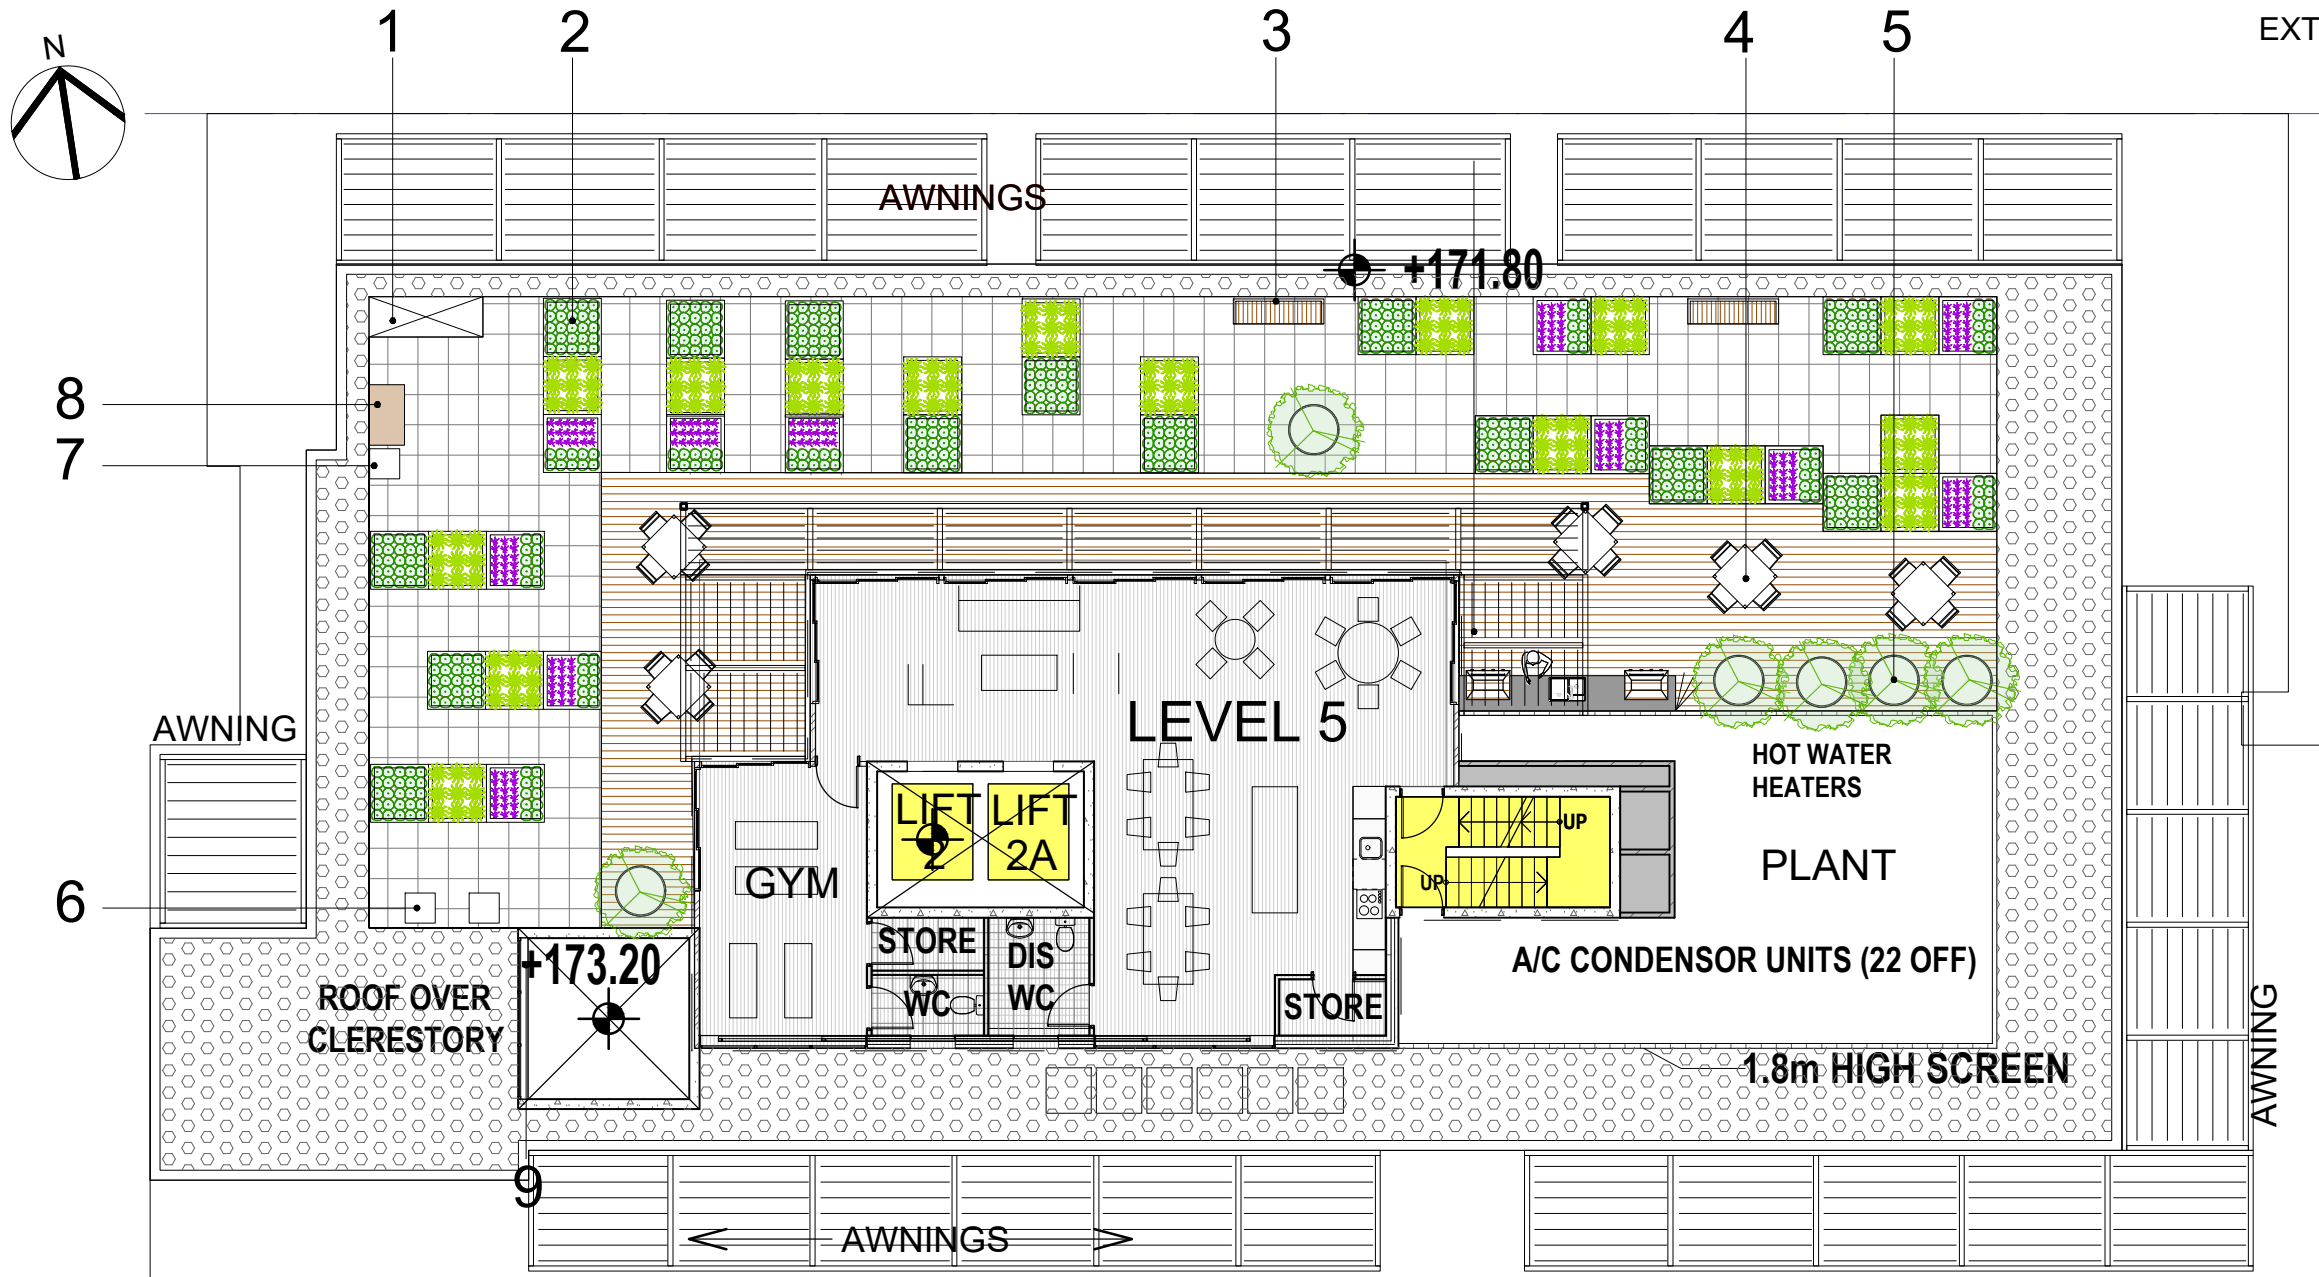 1
2
3
4
5
EXT
N
AWNINGS
+171.80
8
7
AWNING
LEVEL 5
HOT WATER
HEATERS
LIFT
2
LIFT
2A
UP
UP
GYM
PLANT
6
STORE
DIS
WC
WC
+173.20
A/C CONDENSOR UNITS (22 OFF)
ROOF OVER
CLERESTORY
STORE
1.8m HIGH SCREEN
AWNING
9
AWNINGS